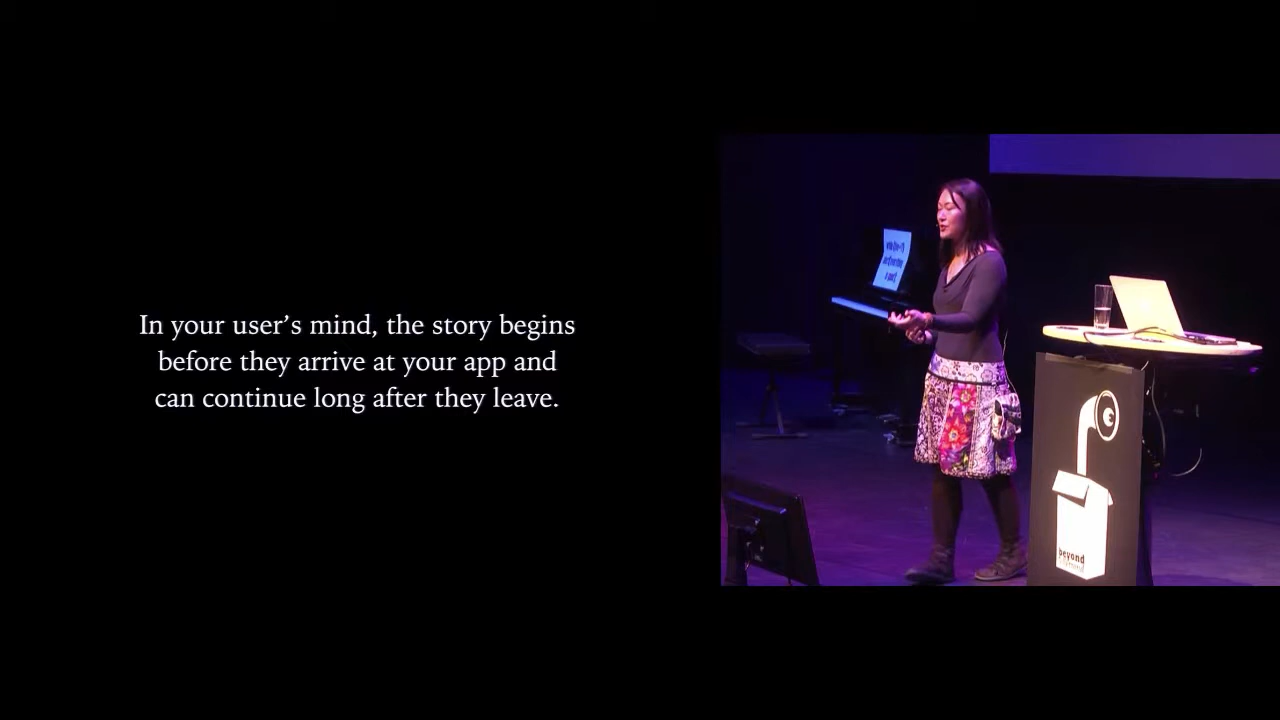 In your user’s mind, the story begins
before they arrive at your app and
can continue long after they leave.
beyond